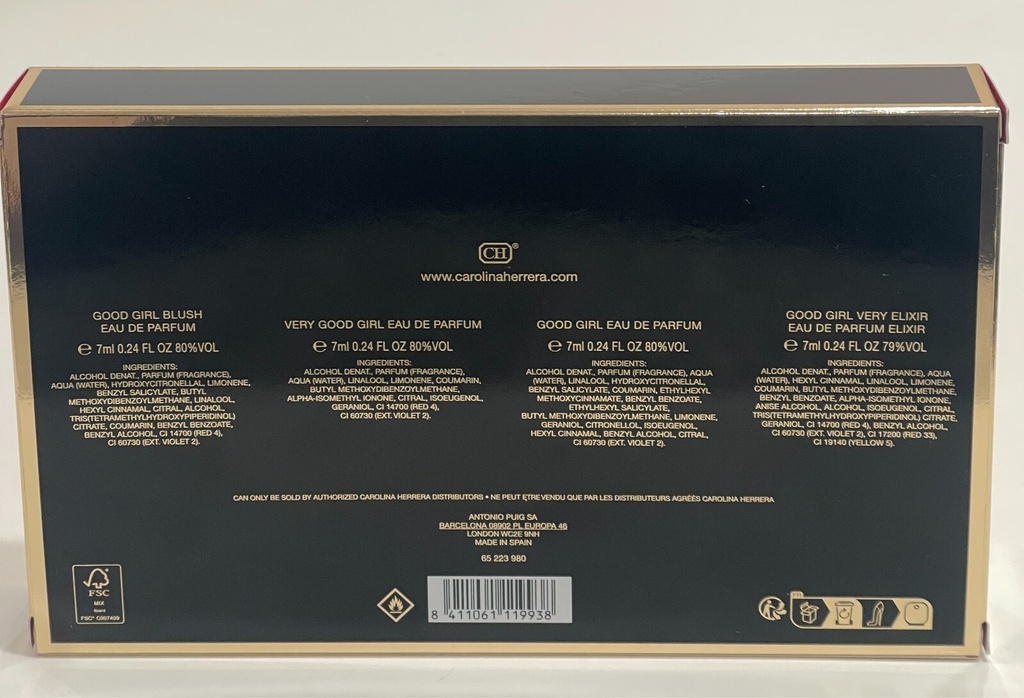 CH®
www.carolinaherrera.com
GOOD GIRL BLUSH
EAU DE PARFUM
℮ 7ml 0.24 FL OZ 80%VOL
INGREDIENTS:
ALCOHOL DENAT., PARFUM (FRAGRANCE),
AQUA (WATER), HYDROXYCITRONELLAL, LIMONENE,
BENZYL SALICYLATE, BUTYL
METHOXYDIBENZOYLMETHANE, LINALOOL,
HEXYL CINNAMAL, CITRAL, ALCOHOL,
TRIS(TETRAMETHYLHYDROXYPIPERIDINOL)
CITRATE, COUMARIN, BENZYL BENZOATE,
BENZYL ALCOHOL, CI 14700 (RED 4),
CI 60730 (EXT. VIOLET 2).
VERY GOOD GIRL EAU DE PARFUM
℮ 7ml 0.24 FL OZ 80%VOL
INGREDIENTS:
ALCOHOL DENAT., PARFUM (FRAGRANCE),
AQUA (WATER), LINALOOL, LIMONENE, COUMARIN,
BUTYL METHOXYDIBENZOYLMETHANE,
ALPHA-ISOMETHYL IONONE, CITRAL, ISOEUGENOL,
GERANIOL, CI 14700 (RED 4),
CI 60730 (EXT. VIOLET 2).
GOOD GIRL EAU DE PARFUM
℮ 7ml 0.24 FL OZ 80%VOL
INGREDIENTS:
ALCOHOL DENAT., PARFUM (FRAGRANCE), AQUA
(WATER), LINALOOL, HYDROXYCITRONELLAL,
BENZYL SALICYLATE, COUMARIN, ETHYLHEXYL
METHOXYCINNAMATE, BENZYL BENZOATE,
ETHYLHEXYL SALICYLATE,
BUTYL METHOXYDIBENZOYLMETHANE, LIMONENE,
GERANIOL, CITRONELLOL, ISOEUGENOL,
HEXYL CINNAMAL, BENZYL ALCOHOL, CITRAL,
CI 60730 (EXT. VIOLET 2).
GOOD GIRL VERY ELIXIR
EAU DE PARFUM ELIXIR
℮ 7ml 0.24 FL OZ 79%VOL
INGREDIENTS:
ALCOHOL DENAT., PARFUM (FRAGRANCE), AQUA
(WATER), HEXYL CINNAMAL, LINALOOL, LIMONENE,
COUMARIN, BUTYL METHOXYDIBENZOYLMETHANE,
BENZYL BENZOATE, ALPHA-ISOMETHYL IONONE,
ANISE ALCOHOL, ALCOHOL, ISOEUGENOL, CITRAL,
TRIS(TETRAMETHYLHYDROXYPIPERIDINOL) CITRATE,
GERANIOL, CI 14700 (RED 4), BENZYL ALCOHOL,
CI 60730 (EXT. VIOLET 2), CI 17200 (RED 33),
CI 19140 (YELLOW 5).
CAN ONLY BE SOLD BY AUTHORIZED CAROLINA HERRERA DISTRIBUTORS • NE PEUT ÊTRE VENDU QUE PAR LES DISTRIBUTEURS AGRÉÉS CAROLINA HERRERA
ANTONIO PUIG SA
BARCELONA 08902 PL EUROPA 46
LONDON WC2E 9NH
MADE IN SPAIN
65 223 980
FSC
MIX
Board
FSC® C007409
8 411061 119938